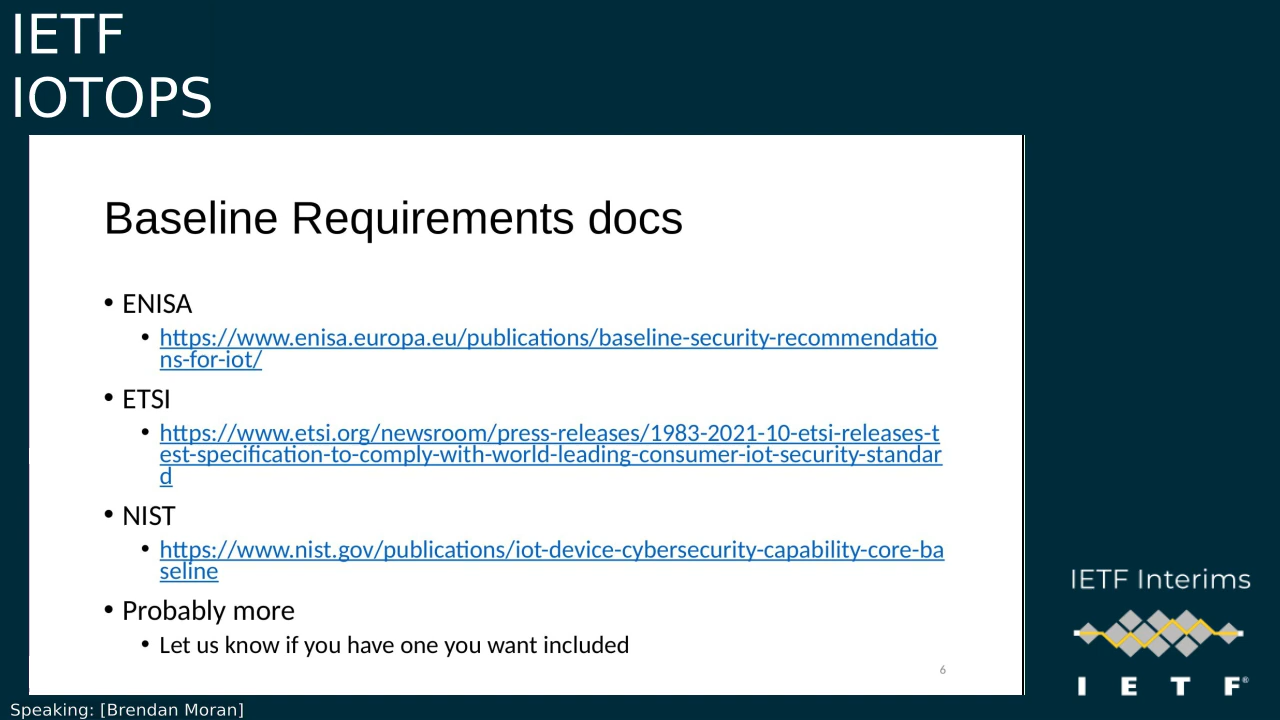 IETF
IOTOPS
Baseline Requirements docs
• ENISA
• https://www.enisa.europa.eu/publications/baseline-security-recommendatio
ns-for-iot/
• ETSI
• https://www.etsi.org/newsroom/press-releases/1983-2021-10-etsi-releases-t
est-specification-to-comply-with-world-leading-consumer-iot-security-standar
d
• NIST
• https://www.nist.gov/publications/iot-device-cybersecurity-capability-core-ba
seline
• Probably more
• Let us know if you have one you want included
6
IETF Interims
I E T F®
Speaking: [Brendan Moran]